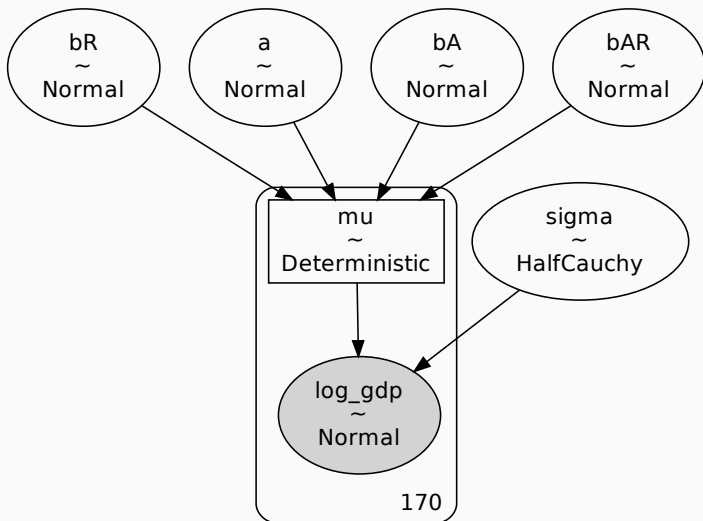 bR
~
Normal
a
~
Normal
bA
~
Normal
bAR
~
Normal
mu
~
Deterministic
sigma
~
HalfCauchy
log_gdp
~
Normal
170